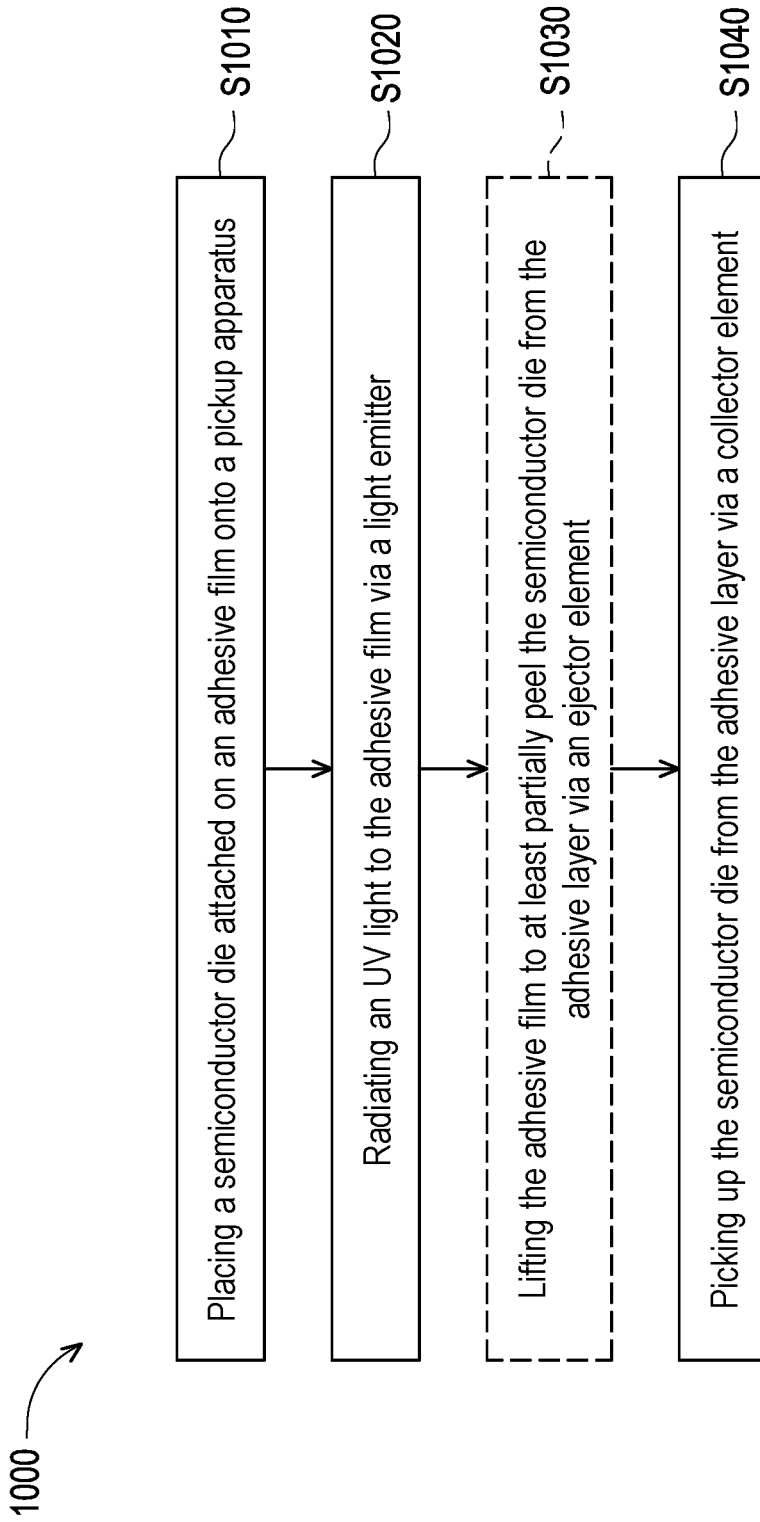 1000
Placing a semiconductor die attached on an adhesive film onto a pickup apparatus
S1010
Radiating an UV light to the adhesive film via a light emitter
S1020
Lifting the adhesive film to at least partially peel the semiconductor die from the
adhesive layer via an ejector element
S1030
Picking up the semiconductor die from the adhesive layer via a collector element
S1040